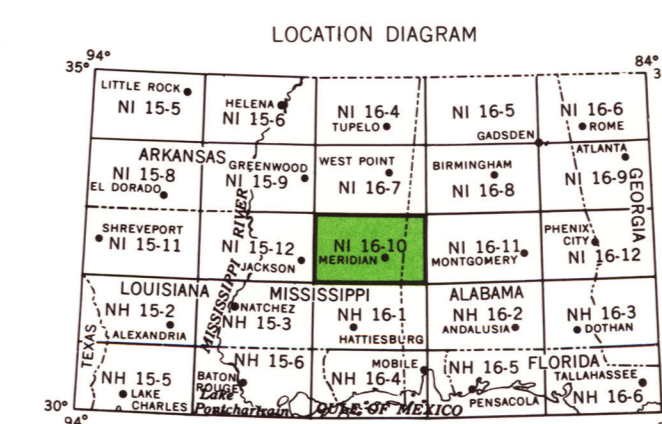 LOCATION DIAGRAM
94°
84°
35°
3
LITTLE ROCK
NI 15-5
HELENA
NI 15-6
NI 16-4
TUPELO
NI 16-5
GADSDEN
NI 16-6
ROME
ARKANSAS
NI 15-8
EL DORADO
GREENWOOD
NI 15-9
WEST POINT
NI 16-7
BIRMINGHAM
NI 16-8
ATLANTA
NI 16-9
GEORGIA
SHREVEPORT
NI 15-11
MISSISSIPPI RIVER
NI 15-12
JACKSON
NI 16-10
MERIDIAN
NI 16-11
MONTGOMERY
PHENIX
CITY
NI 16-12
LOUISIANA
MISSISSIPPI
ALABAMA
TEXAS
NH 15-2
ALEXANDRIA
NATCHEZ
NH 15-3
NH 16-1
HATTIESBURG
NH 16-2
ANDALUSIA
NH 16-3
DOTHAN
NH 15-5
LAKE
CHARLES
NH 15-6
BATON
ROUGE
Lake
Pontchartrain
MOBILE
NH 16-4
GULF OF MEXICO
NH 16-5
PENSACOLA
FLORIDA
TALLAHASSEE
NH 16-6
30°
94°